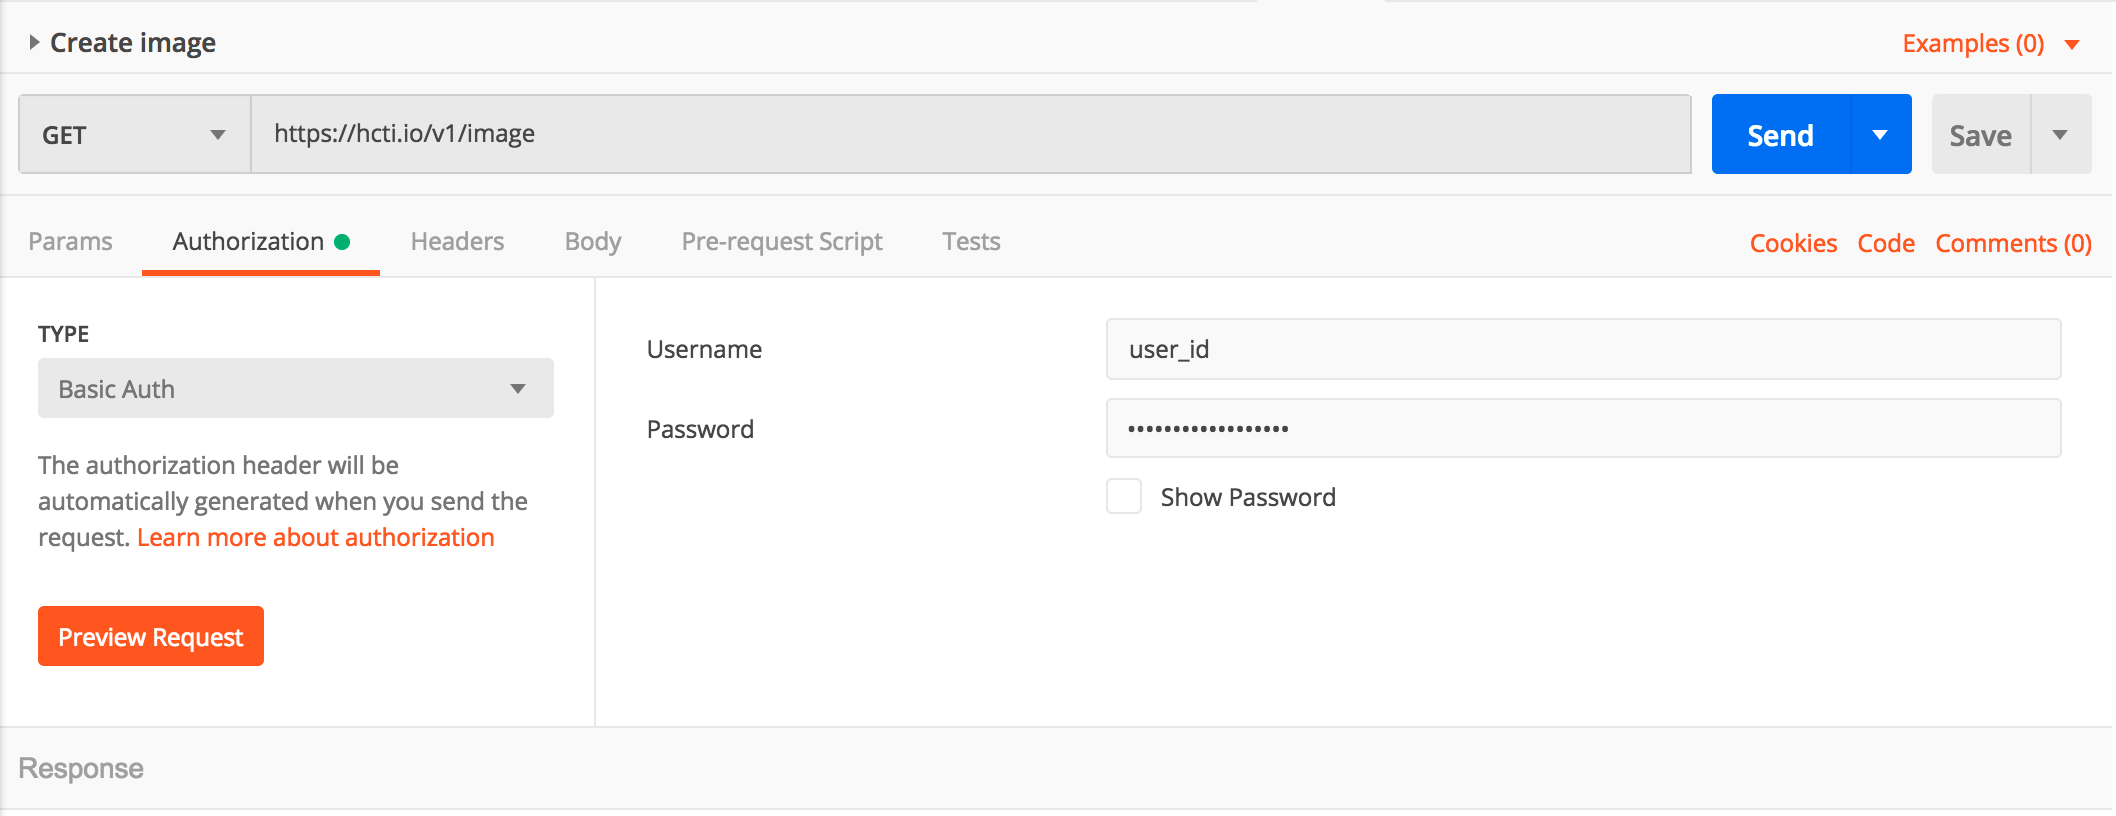 Create image
Examples (0)
GET
https://hcti.io/v1/image
Send
Save
Params
Authorization
Headers
Body
Pre-request Script
Tests
Cookies
Code
Comments (0)
TYPE
Basic Auth
The authorization header will be
automatically generated when you send the
request. Learn more about authorization
Preview Request
Username
user_id
Password
••••••••••••••••••
Show Password
Response